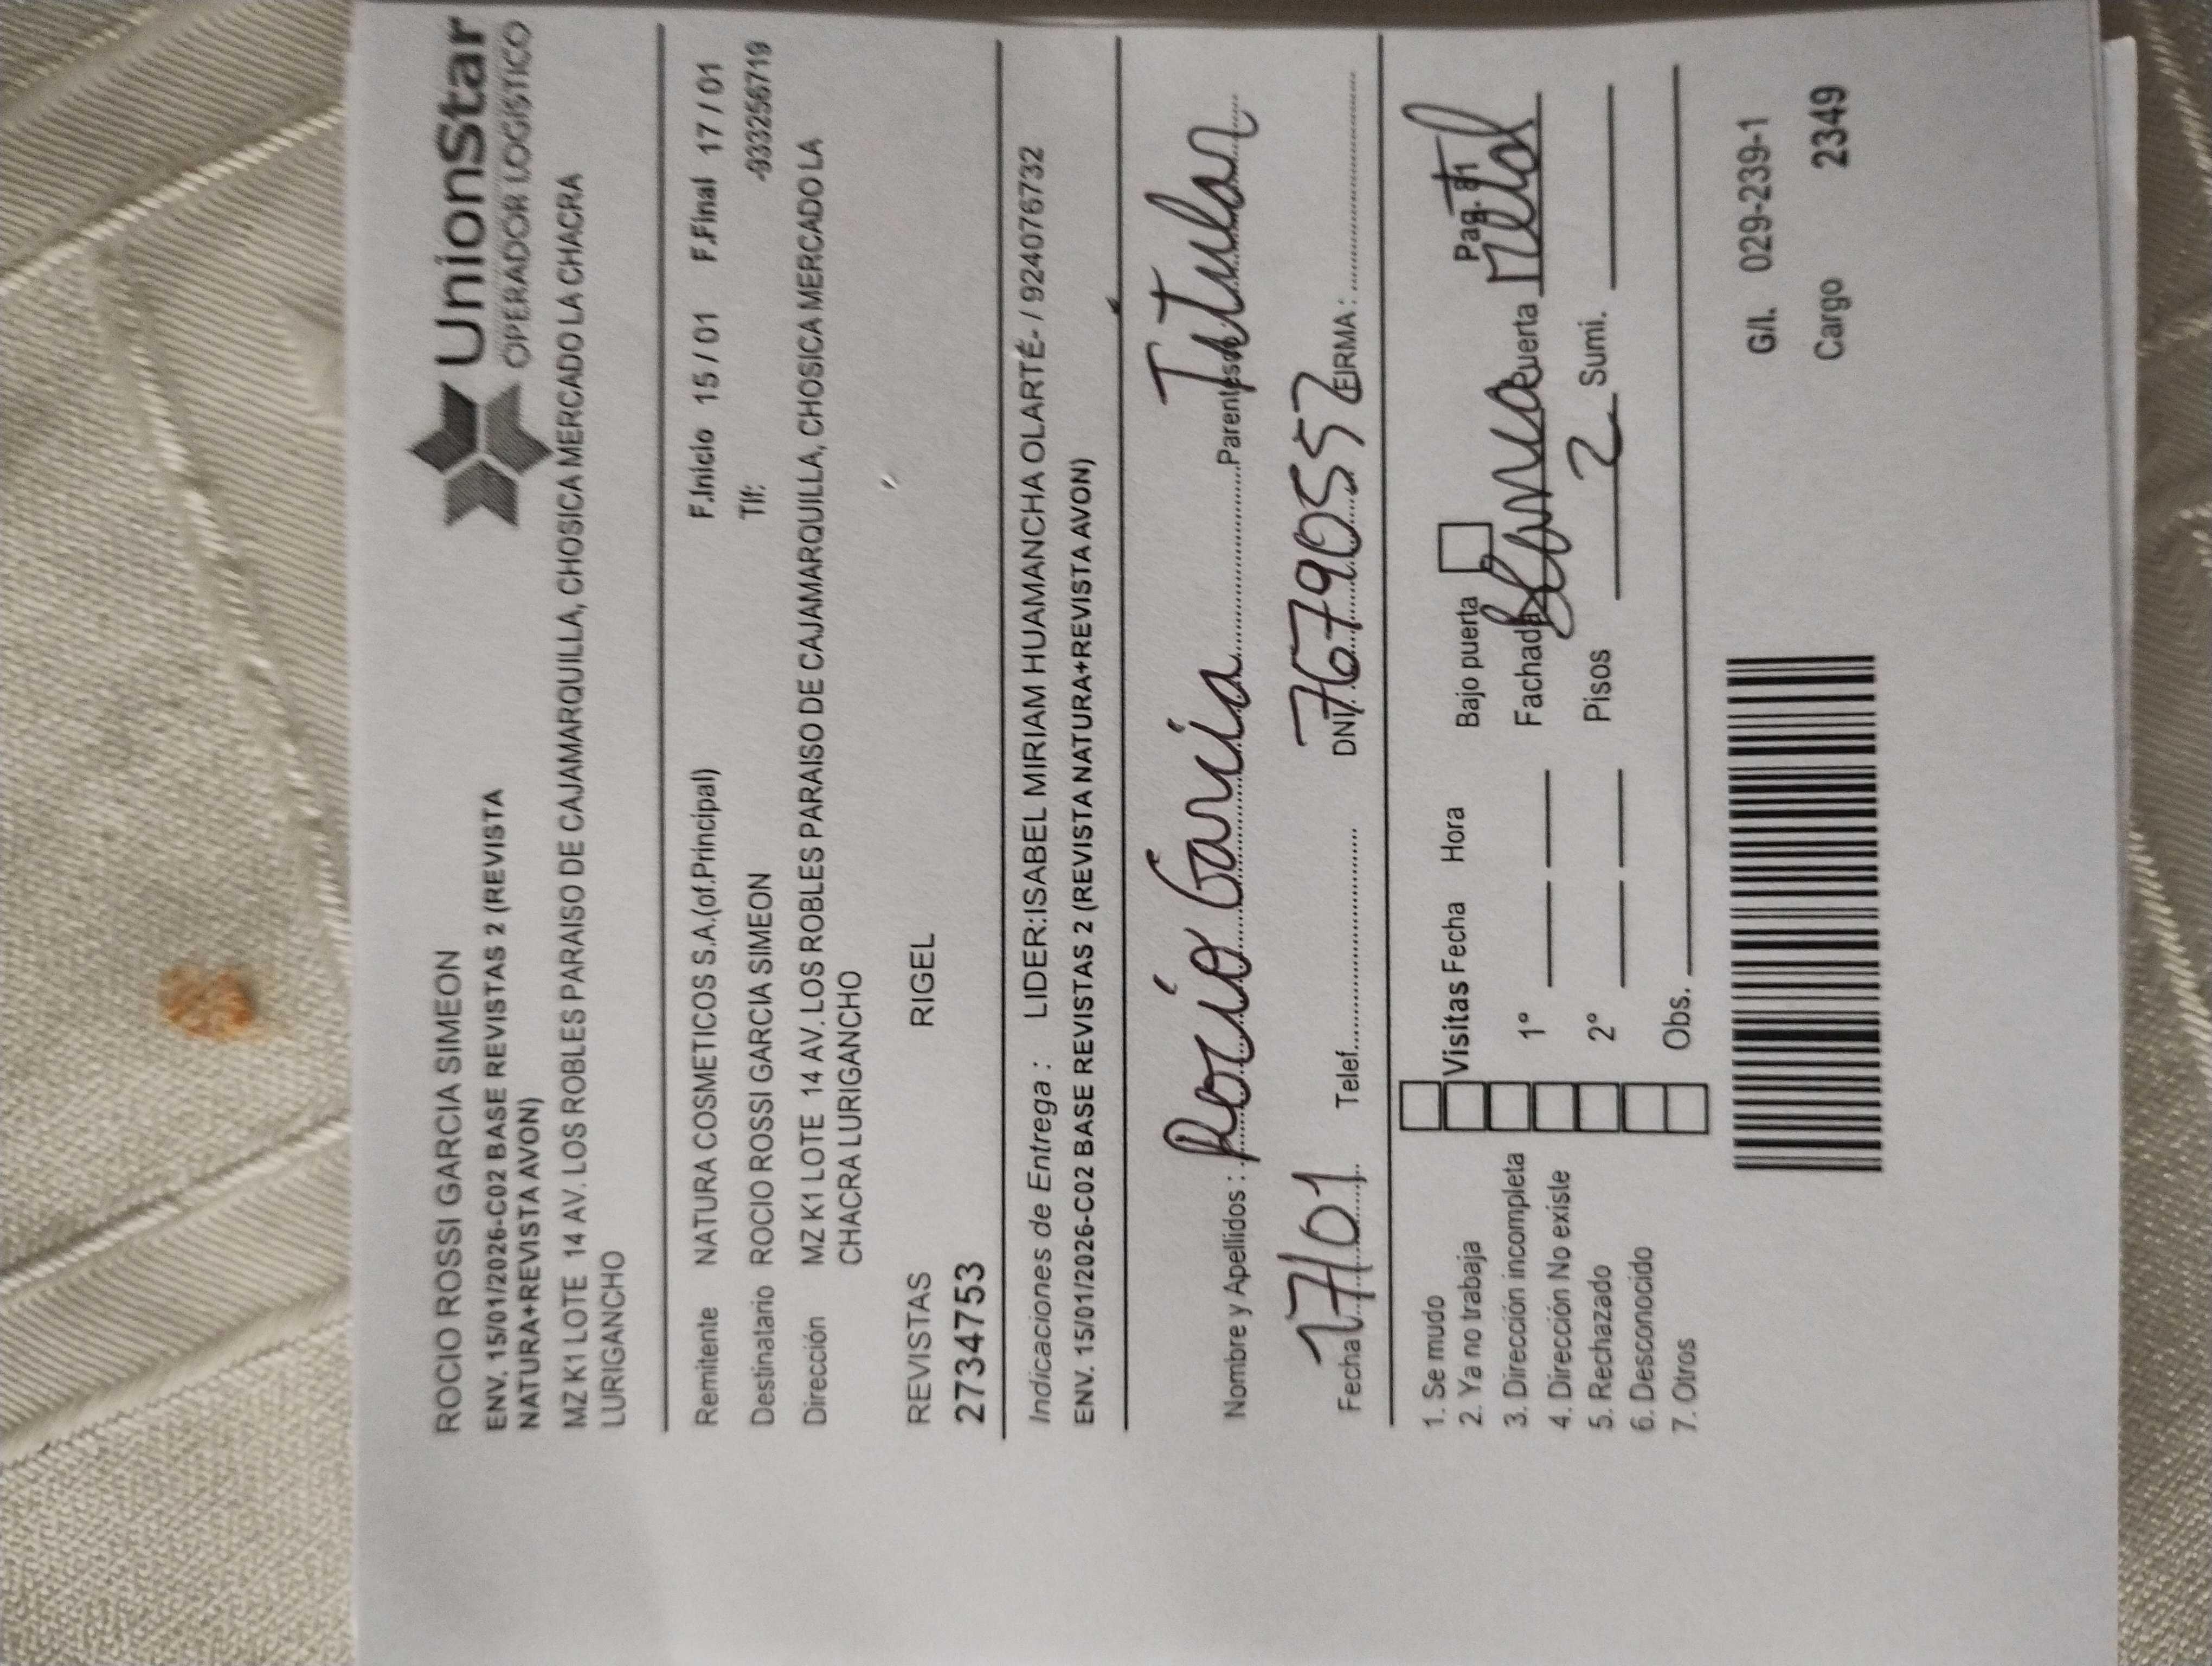 UnionStar
OPERADOR LOGÍSTICO
ROCIO ROSSI GARCIA SIMEON
ENV. 15/01/2026-C02 BASE REVISTAS 2 (REVISTA
NATURA+REVISTA AVON)
MZ K1 LOTE 14 AV. LOS ROBLES PARAISO DE CAJAMARQUILLA, CHOSICA MERCADO LA CHACRA
LURIGANCHO
Remitente NATURA COSMETICOS S.A.(of.Principal) F.Inicio 15 / 01 F.Final 17 / 01
Destinatario ROCIO ROSSI GARCIA SIMEON Tlf: -933256719
Dirección MZ K1 LOTE 14 AV. LOS ROBLES PARAISO DE CAJAMARQUILLA, CHOSICA MERCADO LA
CHACRA LURIGANCHO
REVISTAS RIGEL
2734753
Indicaciones de Entrega : LIDER:ISABEL MIRIAM HUAMANCHA OLARTE- / 924076732
ENV. 15/01/2026-C02 BASE REVISTAS 2 (REVISTA NATURA+REVISTA AVON)
Nombre y Apellidos : Rocío García Parentesco Titular
Fecha 17/01 Telef. DNI 76790557 FIRMA :
1. Se mudo
2. Ya no trabaja
3. Dirección incompleta
4. Dirección No existe
5. Rechazado
6. Desconocido
7. Otros
Visitas Fecha Hora Bajo puerta Pag. 81
1° Fachada Blanco Puerta Metal
2° Pisos 2 Sumi.
Obs.
G/I. 029-239-1
Cargo 2349